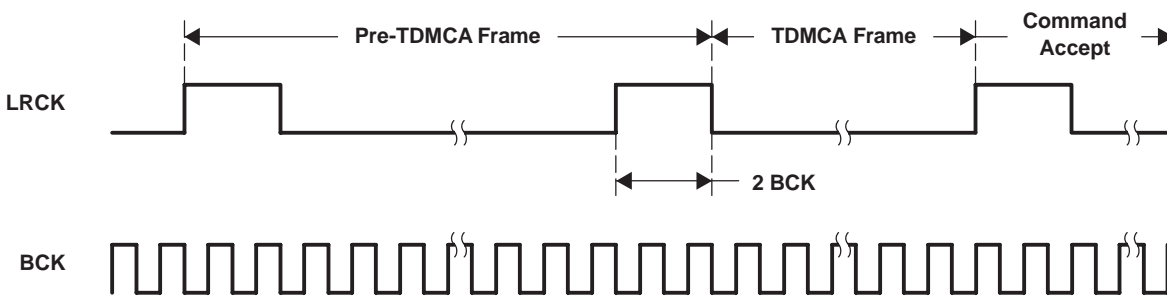 Pre-TDMCA Frame
TDMCA Frame
Command
Accept
LRCK
2 BCK
BCK